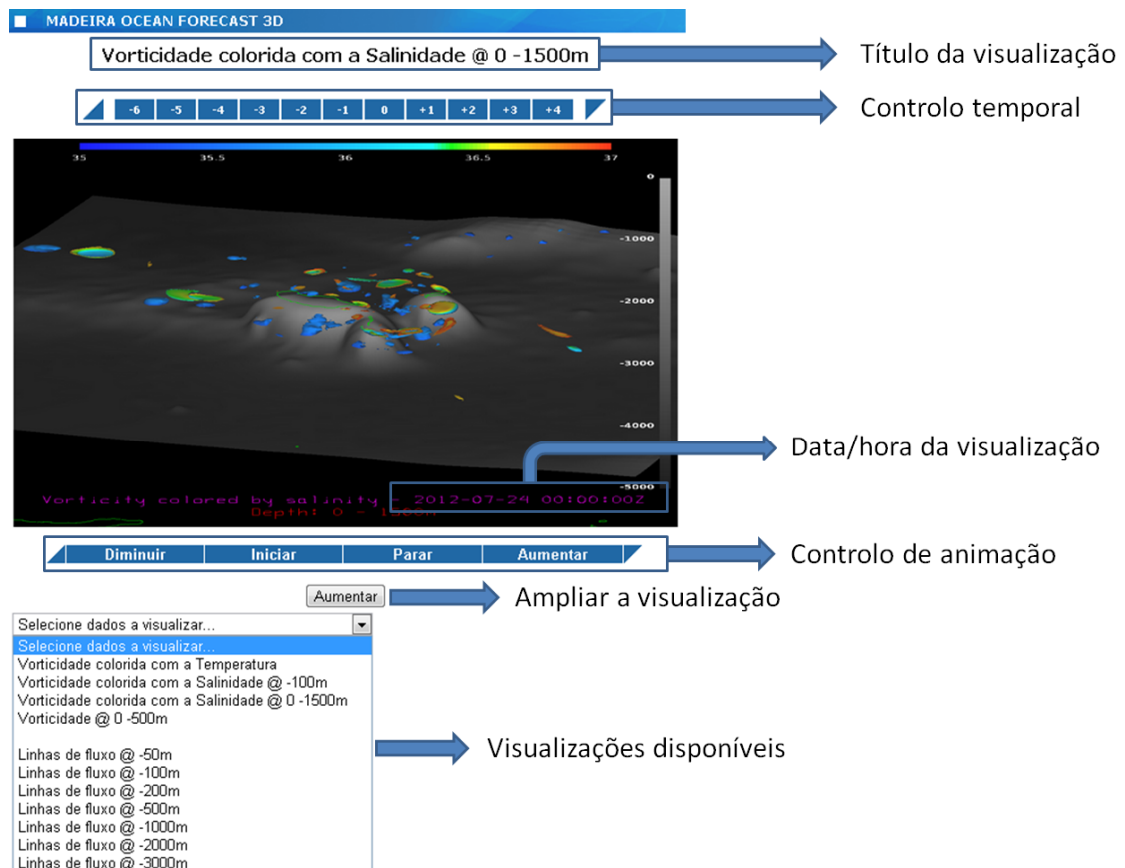 MADEIRA OCEAN FORECAST 3D
Vorticidade colorida com a Salinidade @ 0 -1500m
Título da visualização
-6 -5 -4 -3 -2 -1 0 +1 +2 +3 +4
Controlo temporal
35 35.5 36 36.5 37
0
-1000
-2000
-3000
-4000
Data/hora da visualização
-5000
Vorticity colored by salinity - 2012-07-24 00:00:00Z
Depth: 0 - 1500m
Diminuir Iniciar Parar Aumentar
Controlo de animação
Aumentar
Ampliar a visualização
Selecione dados a visualizar...
Selecione dados a visualizar...
Vorticidade colorida com a Temperatura
Vorticidade colorida com a Salinidade @ -100m
Vorticidade colorida com a Salinidade @ 0 -1500m
Vorticidade @ 0 -500m
Visualizações disponíveis
Linhas de fluxo @ -50m
Linhas de fluxo @ -100m
Linhas de fluxo @ -200m
Linhas de fluxo @ -500m
Linhas de fluxo @ -1000m
Linhas de fluxo @ -2000m
Linhas de fluxo @ -3000m